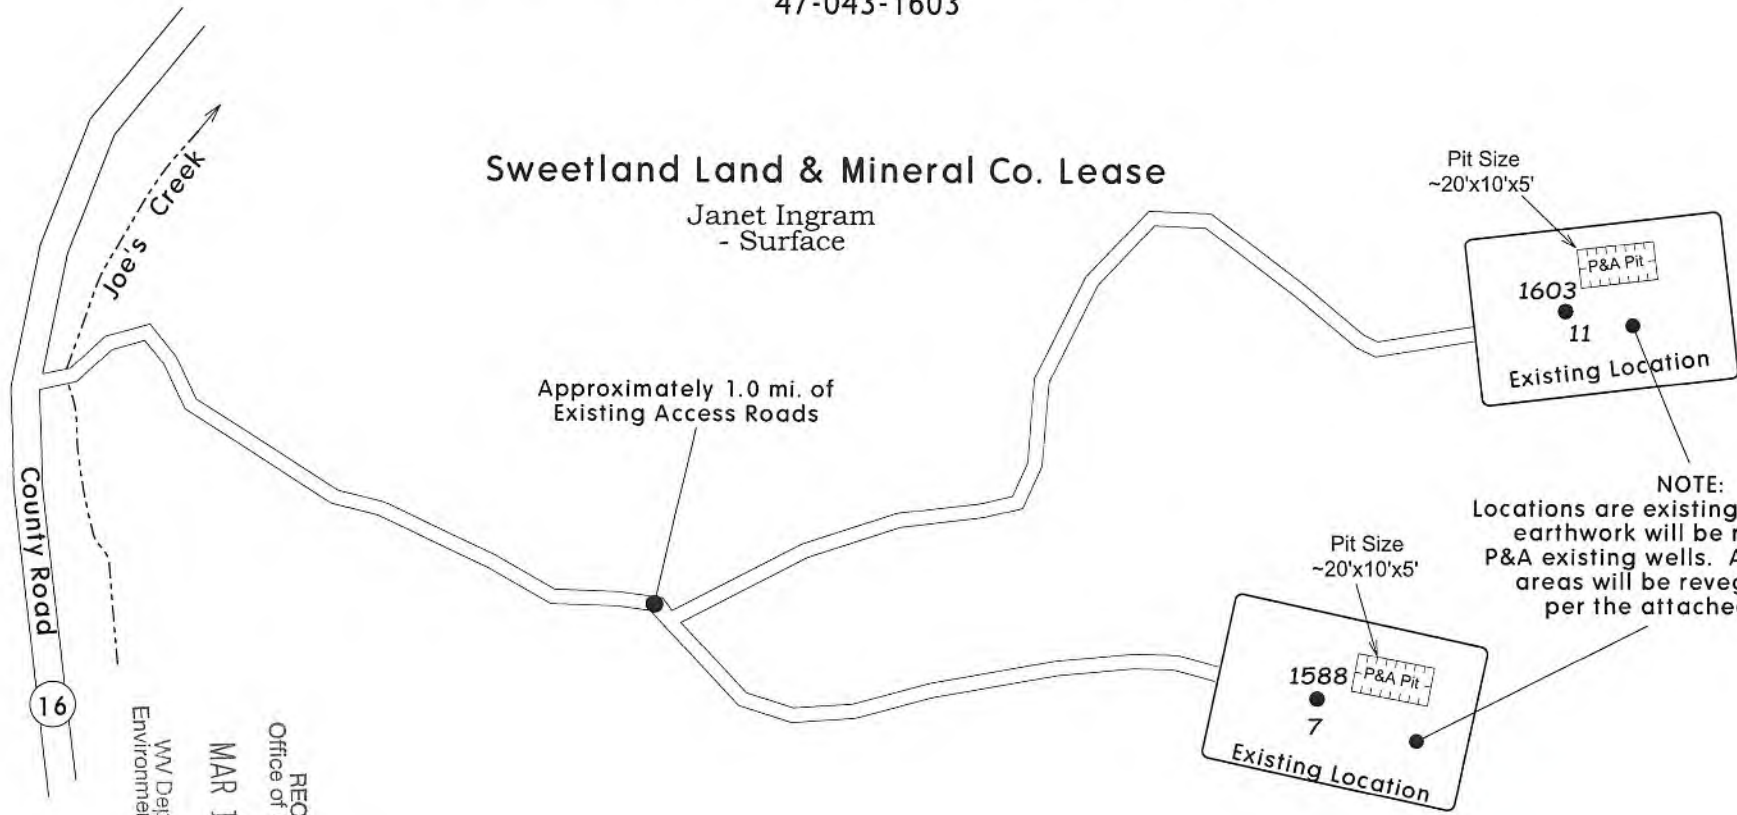 47-043-1603
Sweetland Land & Mineral Co. Lease
Janet Ingram
- Surface
Joe's Creek
Pit Size
~20'x10'x5'
P&A Pit
1603
11
Existing Location
Approximately 1.0 mi. of
Existing Access Roads
County Road
16
NOTE:
Locations are existing
earthwork will be
P&A existing wells.
areas will be
per the
Pit Size
~20'x10'x5'
P&A Pit
1588
7
Existing Location
Office of
MAR
WV